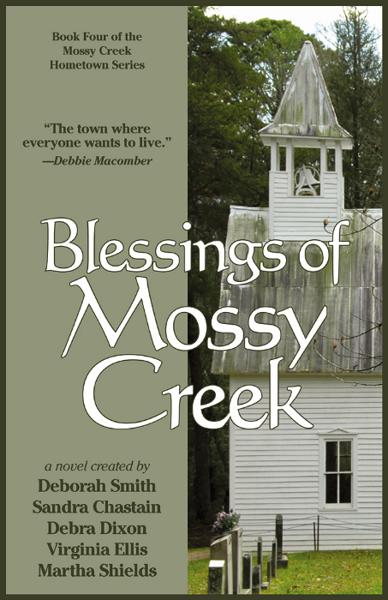 Book Four of the
Mossy Creek
Hometown Series
“The town where
everyone wants to live.”
—Debbie Macomber
Blessings of
Mossy
Creek
a novel created by
Deborah Smith
Sandra Chastain
Debra Dixon
Virginia Ellis
Martha Shields